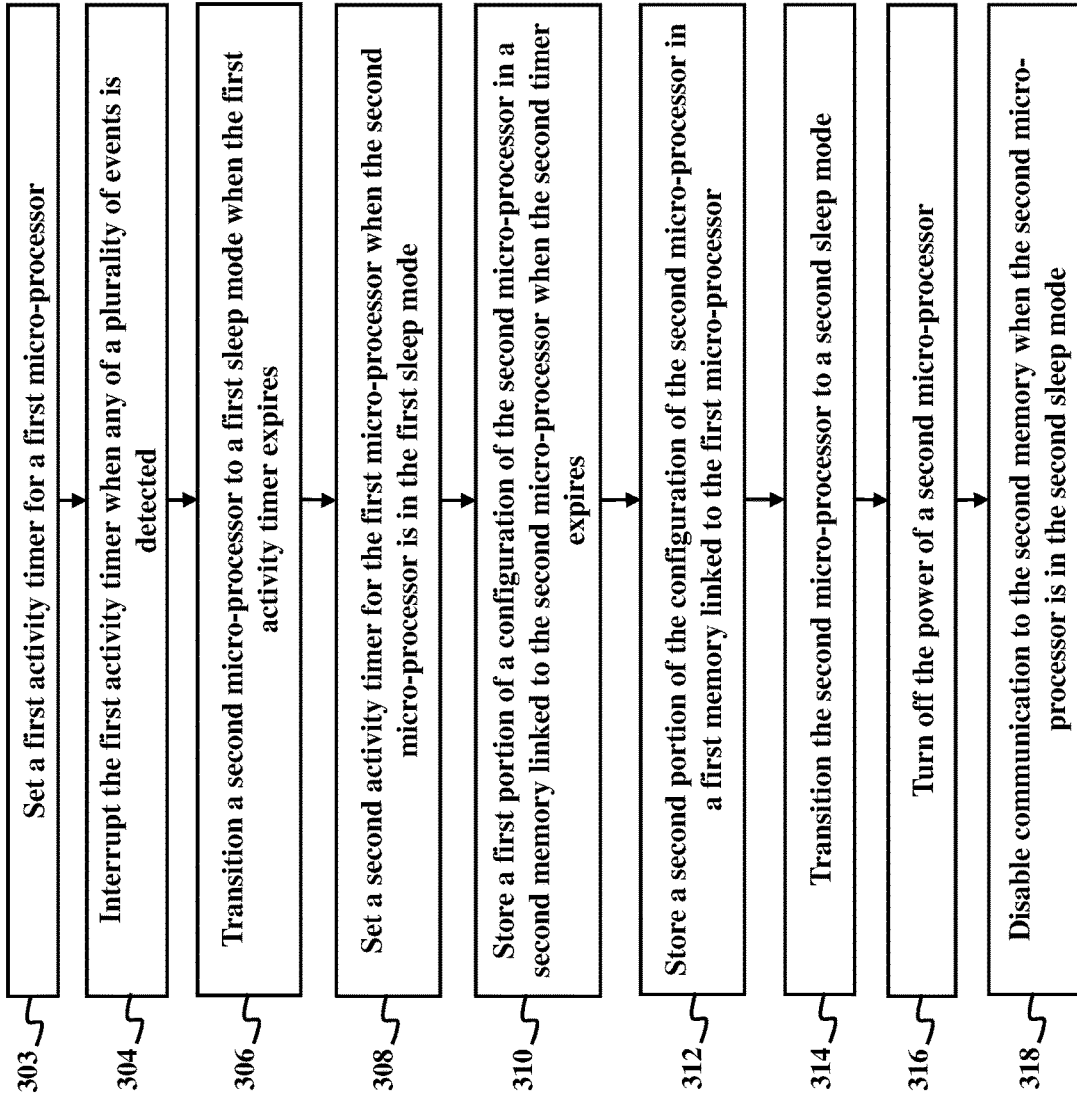 303
Set a first activity timer for a first micro-processor
304
Interrupt the first activity timer when any of a plurality of events is
detected
306
Transition a second micro-processor to a first sleep mode when the first
activity timer expires
308
Set a second activity timer for the first micro-processor when the second
micro-processor is in the first sleep mode
310
Store a first portion of a configuration of the second micro-processor in a
second memory linked to the second micro-processor when the second timer
expires
312
Store a second portion of the configuration of the second micro-processor in
a first memory linked to the first micro-processor
314
Transition the second micro-processor to a second sleep mode
316
Turn off the power of a second micro-processor
318
Disable communication to the second memory when the second micro-
processor is in the second sleep mode